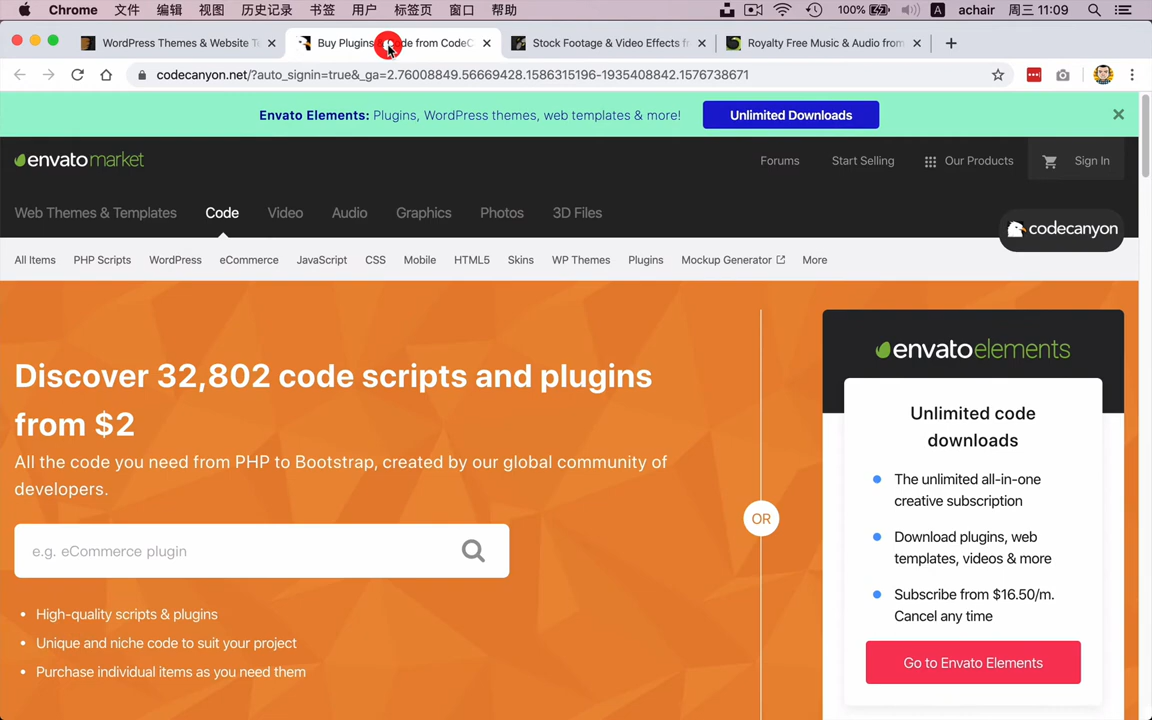 Chrome 文件 编辑 视图 历史记录 书签 用户 标签页 窗口 帮助 100% A achair 周三 11:09
WordPress Themes & Website T Buy Plugins & Code from CodeC Stock Footage & Video Effects f Royalty Free Music & Audio from
codecanyon.net/?auto_signin=true&_ga=2.76008849.56669428.1586315196-1935408842.1576738671
Envato Elements: Plugins, WordPress themes, web templates & more! Unlimited Downloads
envato market Forums Start Selling Our Products Sign In
Web Themes & Templates Code Video Audio Graphics Photos 3D Files
codecanyon
All Items PHP Scripts WordPress eCommerce JavaScript CSS Mobile HTML5 Skins WP Themes Plugins Mockup Generator More
Discover 32,802 code scripts and plugins
from $2
All the code you need from PHP to Bootstrap, created by our global community of
developers.
e.g. eCommerce plugin
High-quality scripts & plugins
Unique and niche code to suit your project
Purchase individual items as you need them
OR
envato elements
Unlimited code
downloads
The unlimited all-in-one
creative subscription
Download plugins, web
templates, videos & more
Subscribe from $16.50/m.
Cancel any time
Go to Envato Elements